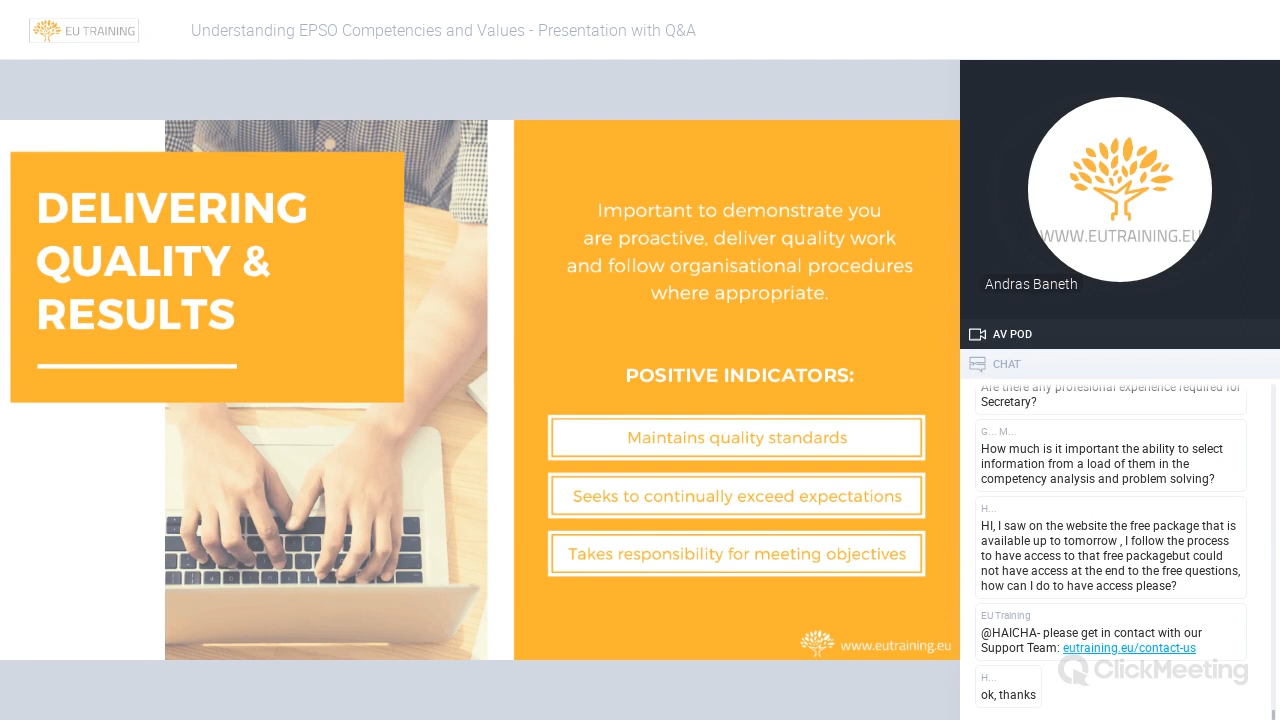 EU TRAINING
Understanding EPSO Competencies and Values - Presentation with Q&A
DELIVERING
QUALITY &
RESULTS
Important to demonstrate you
are proactive, deliver quality work
and follow organisational procedures
where appropriate.
POSITIVE INDICATORS:
Maintains quality standards
Seeks to continually exceed expectations
Takes responsibility for meeting objectives
www.eutraining.eu
WWW.EUTRAINING.EU
Andras Baneth
AV POD
CHAT
Are there any profesional experience required for
Secretary?
G... M...
How much is it important the ability to select
information from a load of them in the
competency analysis and problem solving?
H...
HI, I saw on the website the free package that is
available up to tomorrow , I follow the process
to have access to that free packagebut could
not have access at the end to the free questions,
how can I do to have access please?
EU Training
@HAICHA- please get in contact with our
Support Team: eutraining.eu/contact-us
ClickMeeting
H...
ok, thanks